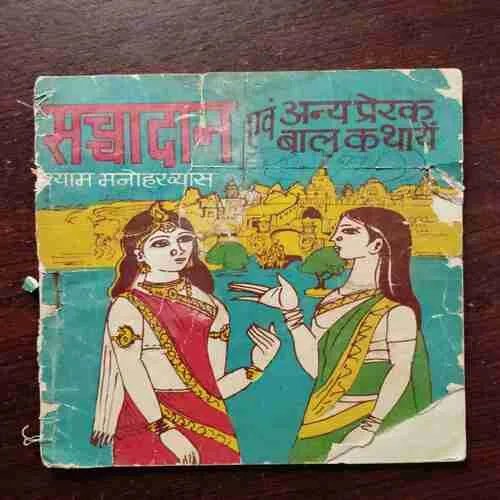 सच्चादान एवं अन्य प्रेरक
बाल कथायें
श्याम मनोहर व्यास